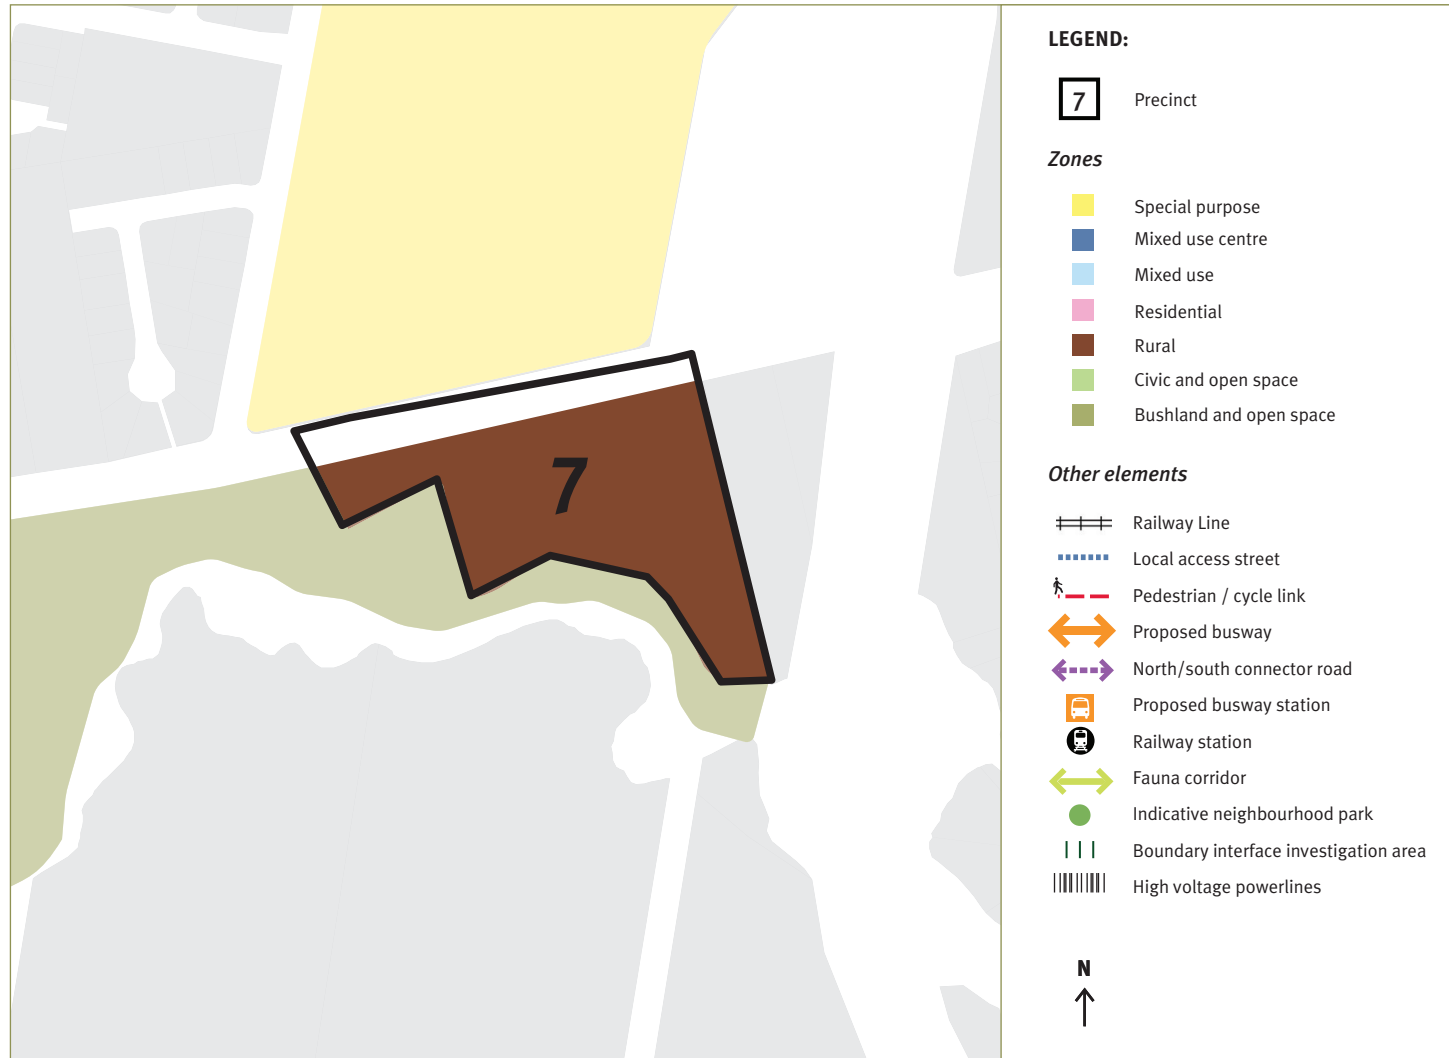 7
LEGEND:
7
Precinct
Zones
Special purpose
Mixed use centre
Mixed use
Residential
Rural
Civic and open space
Bushland and open space
Other elements
Railway Line
Local access street
Pedestrian / cycle link
Proposed busway
North/south connector road
Proposed busway station
Railway station
Fauna corridor
Indicative neighbourhood park
Boundary interface investigation area
High voltage powerlines
N